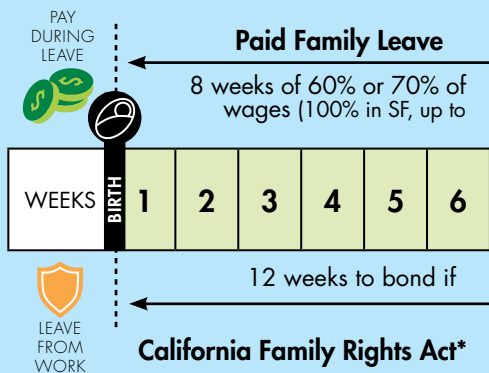 PAY
DURING
LEAVE
Paid Family Leave
8 weeks of 60% or 70% of
wages (100% in SF, up to
WEEKS BIRTH 1 2 3 4 5 6
12 weeks to bond if
LEAVE
FROM
WORK
California Family Rights Act*